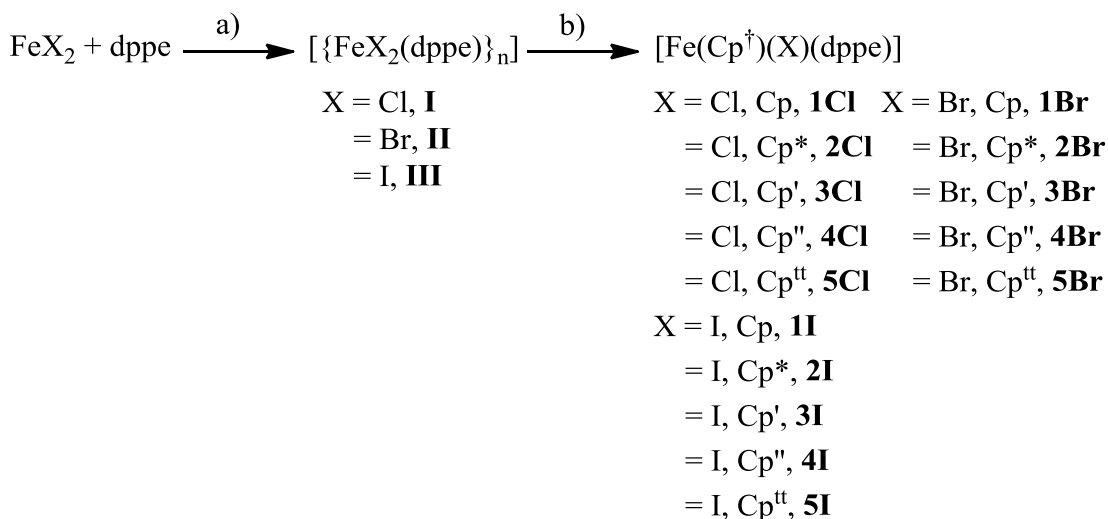 a) b)
FeX₂ + dppe [{FeX₂(dppe)}ₙ] [Fe(Cp†)(X)(dppe)]
X = Cl, I X = Cl, Cp, 1Cl X = Br, Cp, 1Br
= Br, II = Cl, Cp*, 2Cl = Br, Cp*, 2Br
= I, III = Cl, Cp', 3Cl = Br, Cp', 3Br
= Cl, Cp", 4Cl = Br, Cp", 4Br
= Cl, Cpᵗᵗ, 5Cl = Br, Cpᵗᵗ, 5Br
X = I, Cp, 1I
= I, Cp*, 2I
= I, Cp', 3I
= I, Cp", 4I
= I, Cpᵗᵗ, 5I